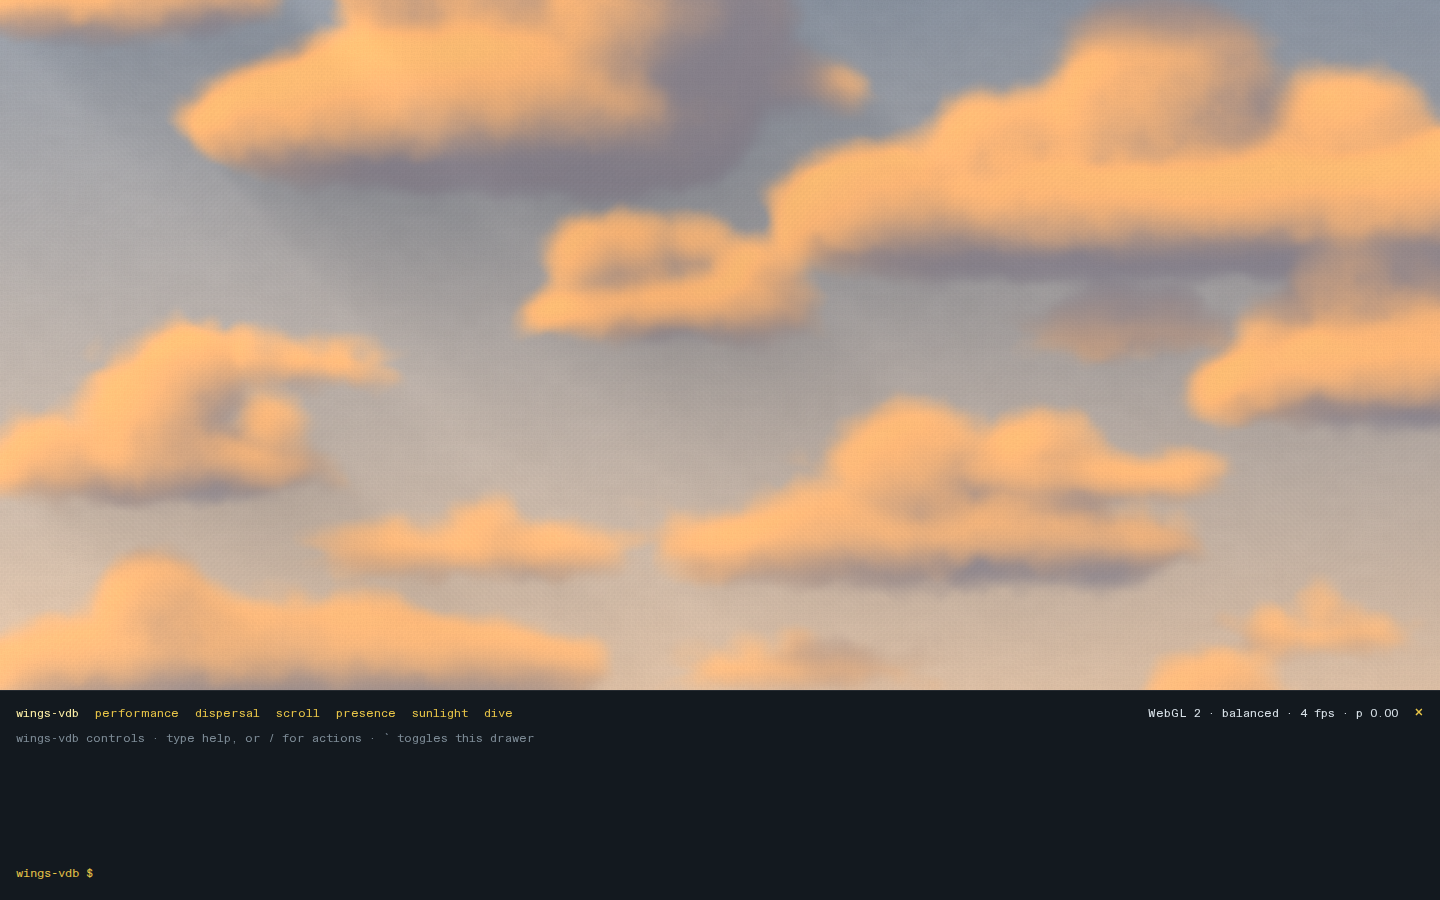 wings-vdb performance dispersal scroll presence sunlight dive WebGL 2 · balanced · 4 fps · p 0.00 ×
wings-vdb controls · type help, or / for actions · ` toggles this drawer
wings-vdb $